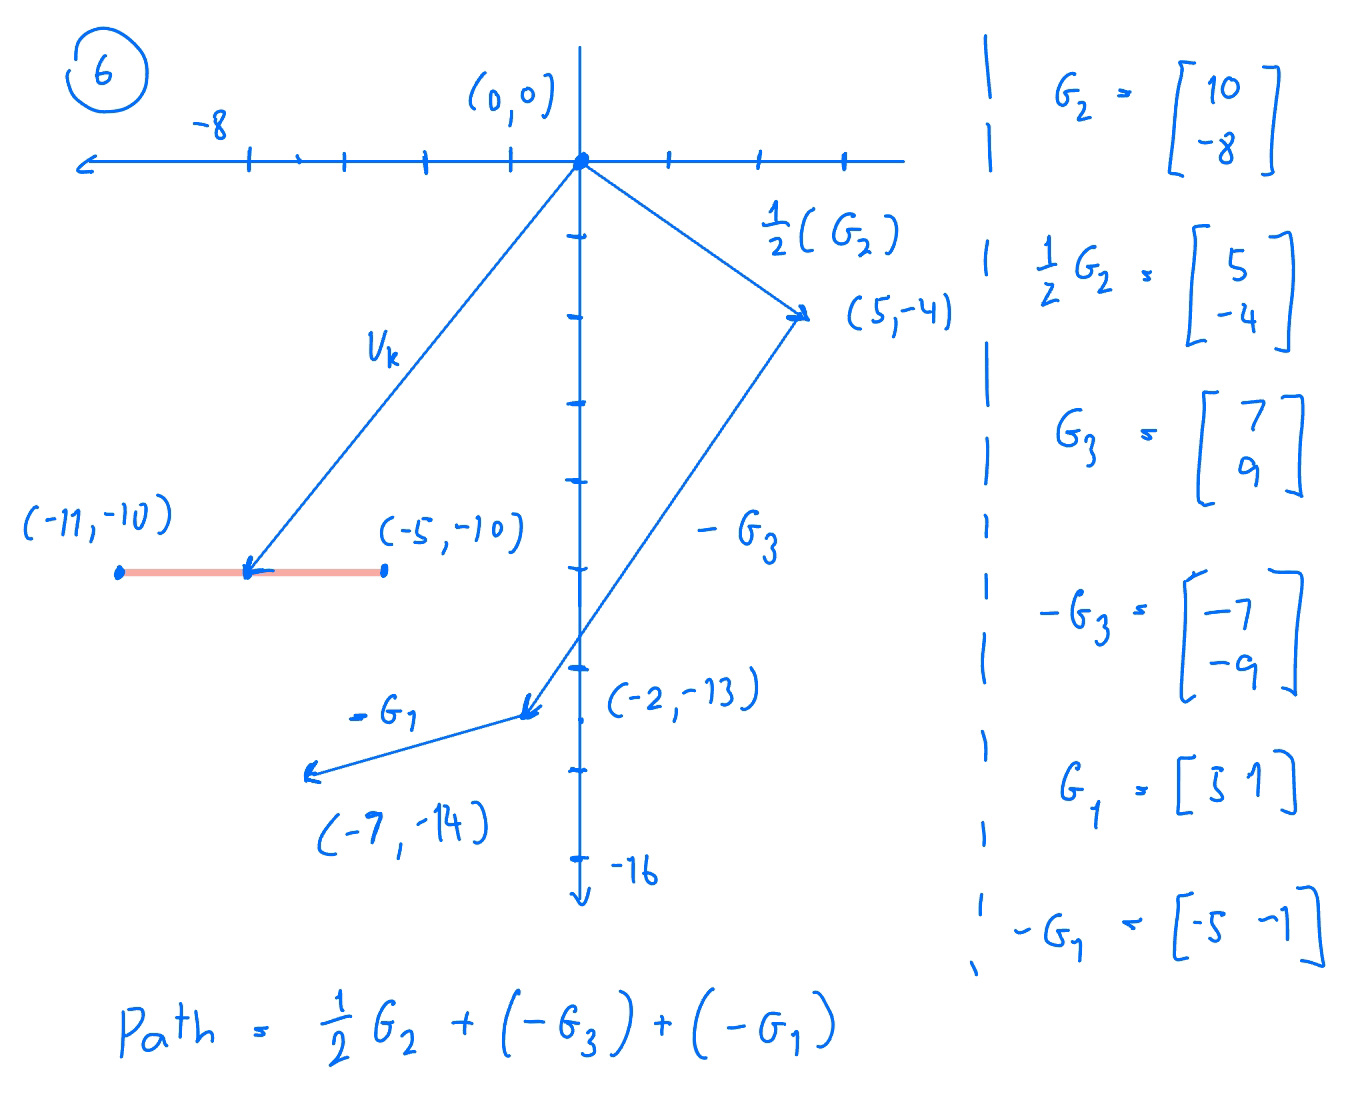 6
(0,0)
-8
½(G₂)
(5,-4)
Vₖ
(-11,-10)
(-5,-10)
- G₃
(-2,-13)
- G₁
(-7,-14)
-16
Path = ½ G₂ + (-G₃) + (-G₁)
G₂ = [10
-8]
½ G₂ = [5
-4]
G₃ = [7
9]
-G₃ = [-7
-9]
G₁ = [5 1]
-G₁ = [-5 -1]